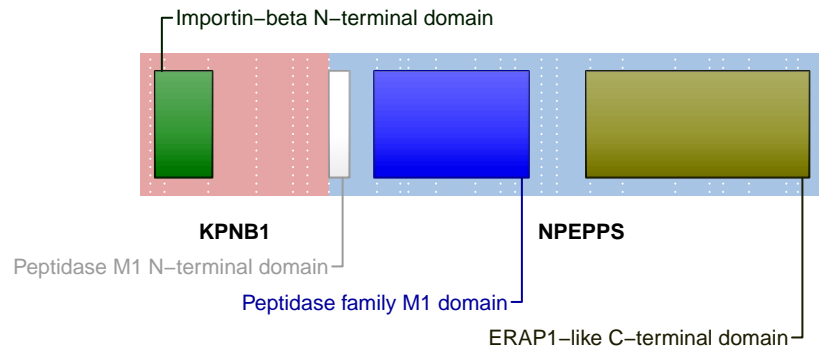 Importin−beta N−terminal domain
KPNB1
NPEPPS
Peptidase M1 N−terminal domain
Peptidase family M1 domain
ERAP1−like C−terminal domain